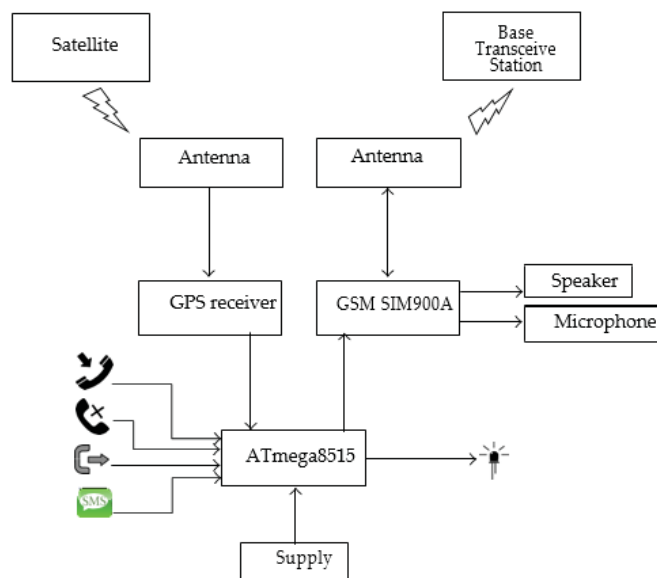 Satellite
Base
Transceive
Station
Antenna
Antenna
GPS receiver
GSM SIM900A
Speaker
Microphone
ATmega8515
SMS
Supply